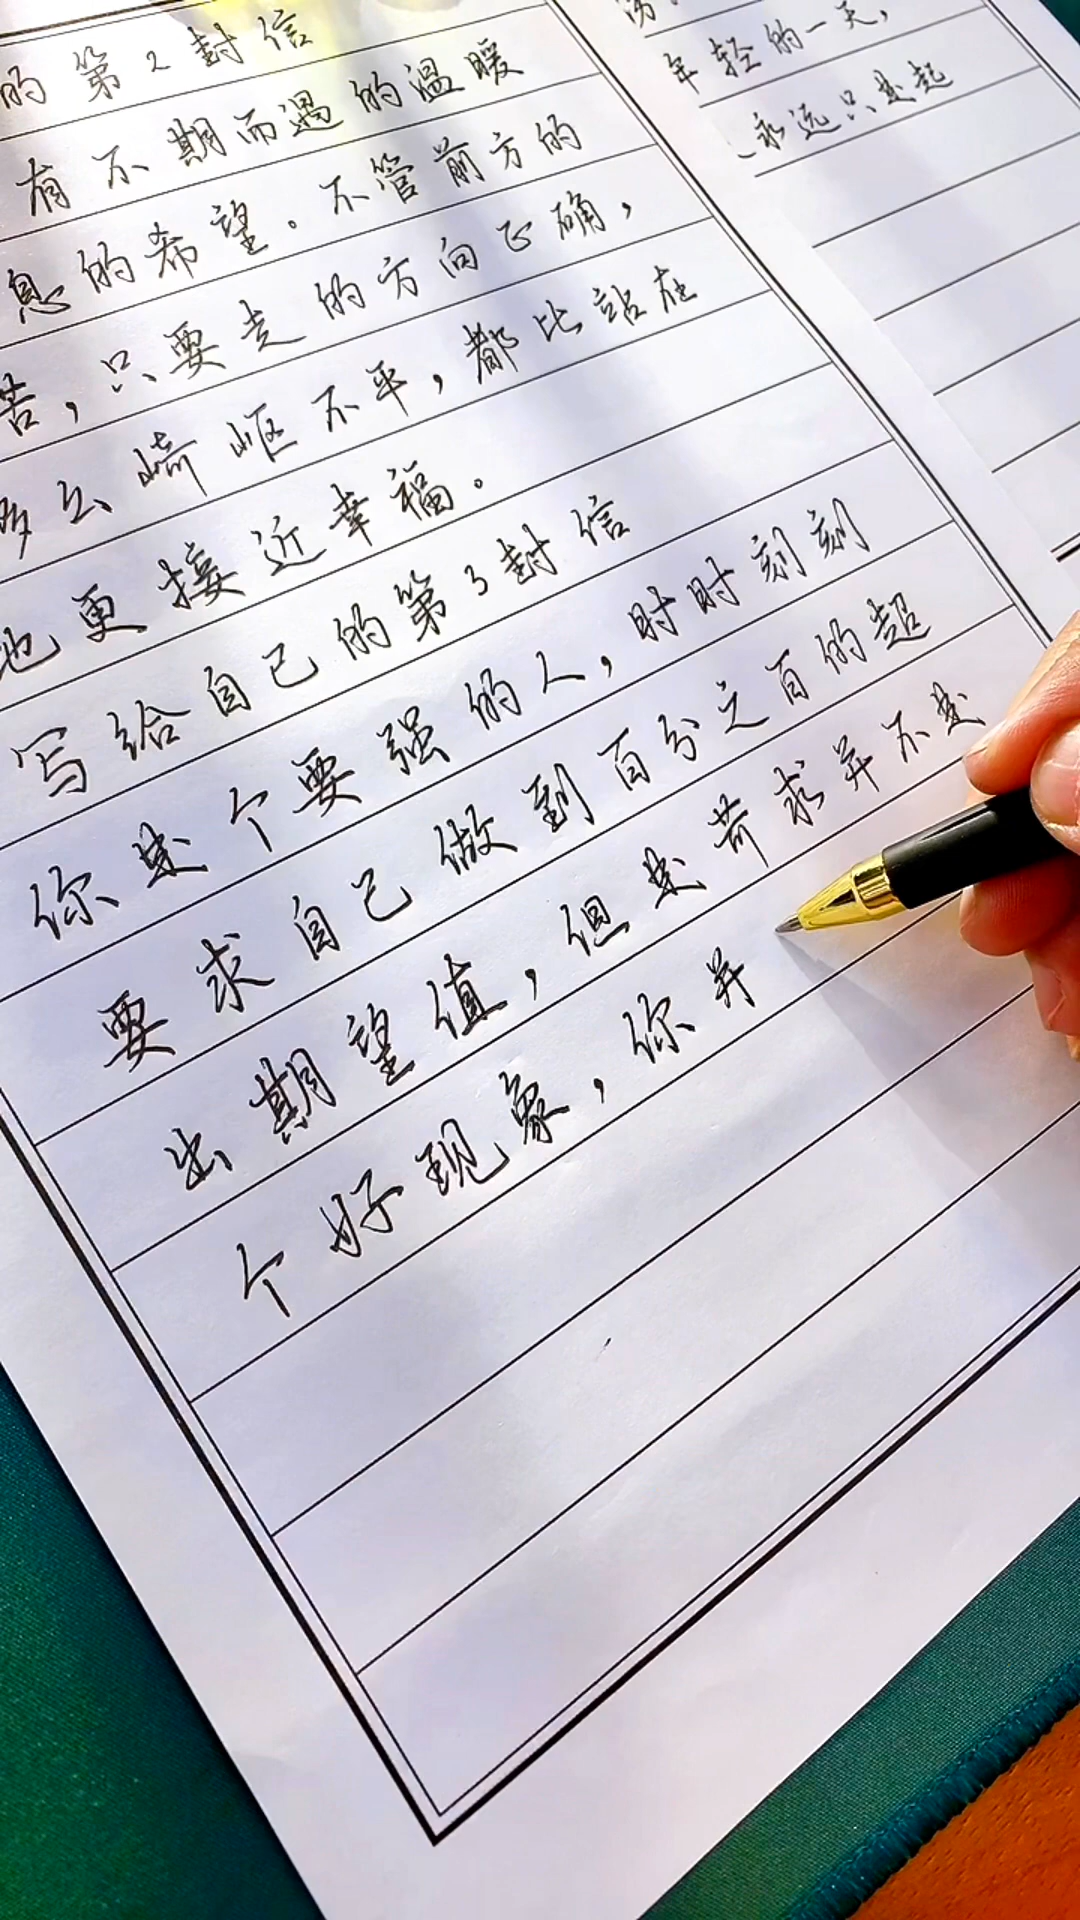 的第2封信
有不期而遇的温暖
息的希望。不管前方的
苦，只要走的方向正确，
多么崎岖不平，都比站在
也更接近幸福。
写给自己的第3封信
你是个要强的人，时时刻刻
要求自己做到百分之百的超
出期望值，但是苛求并不是
个好现象，你并
年轻的一天，
永远只是起